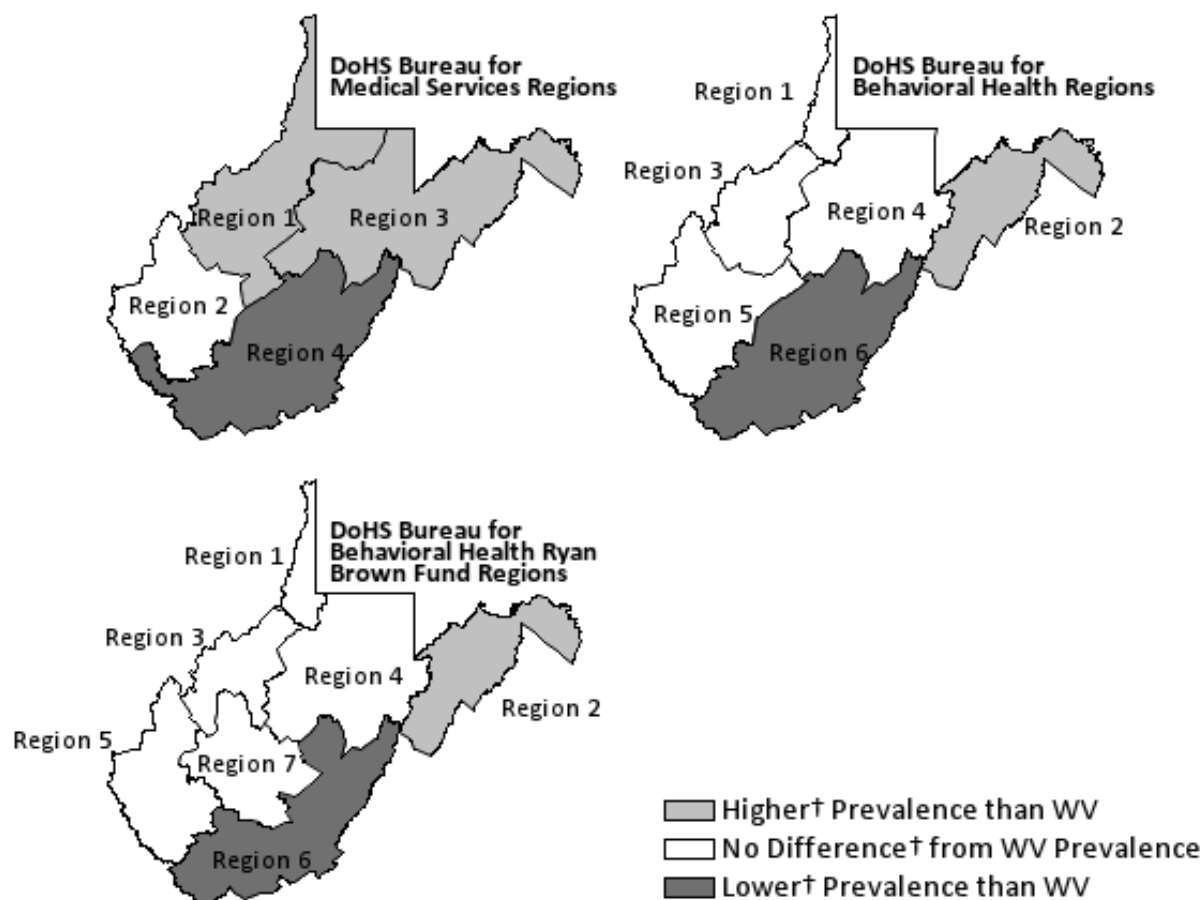 DoHS Bureau for
Medical Services Regions
Region 1
Region 3
Region 2
Region 4
DoHS Bureau for
Behavioral Health Regions
Region 1
Region 3
Region 4
Region 2
Region 5
Region 6
DoHS Bureau for
Behavioral Health Ryan
Brown Fund Regions
Region 1
Region 3
Region 4
Region 2
Region 5
Region 7
Region 6
Higher† Prevalence than WV
No Difference† from WV Prevalence
Lower† Prevalence than WV